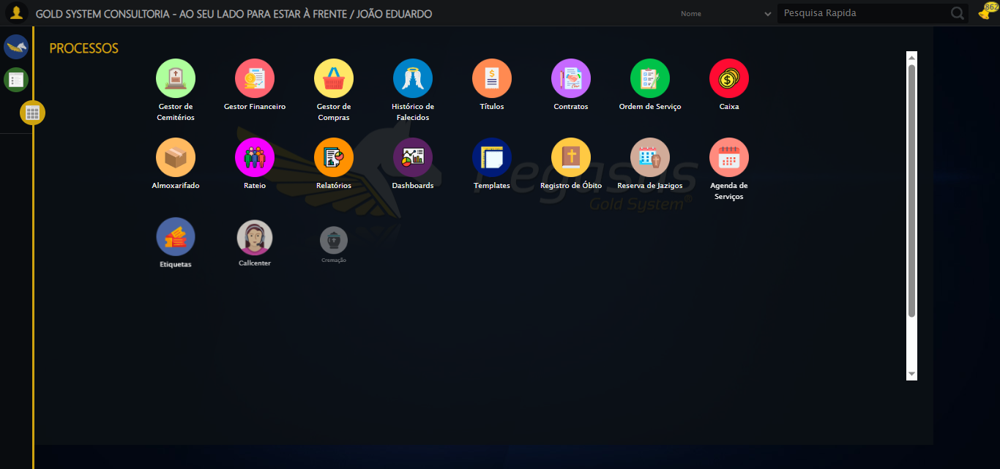 GOLD SYSTEM CONSULTORIA - AO SEU LADO PARA ESTAR À FRENTE / JOÃO EDUARDO
Nome
Pesquisa Rapida
862
PROCESSOS
Gestor de
Cemitérios
Gestor Financeiro
Gestor de
Compras
Histórico de
Falecidos
Títulos
Contratos
Ordem de Serviço
Caixa
Almoxarifado
Rateio
Relatórios
Dashboards
Templates
Registro de Óbito
Reserva de Jazigos
Agenda de
Serviços
Pegasus
Gold System®
Etiquetas
Callcenter
Cremação